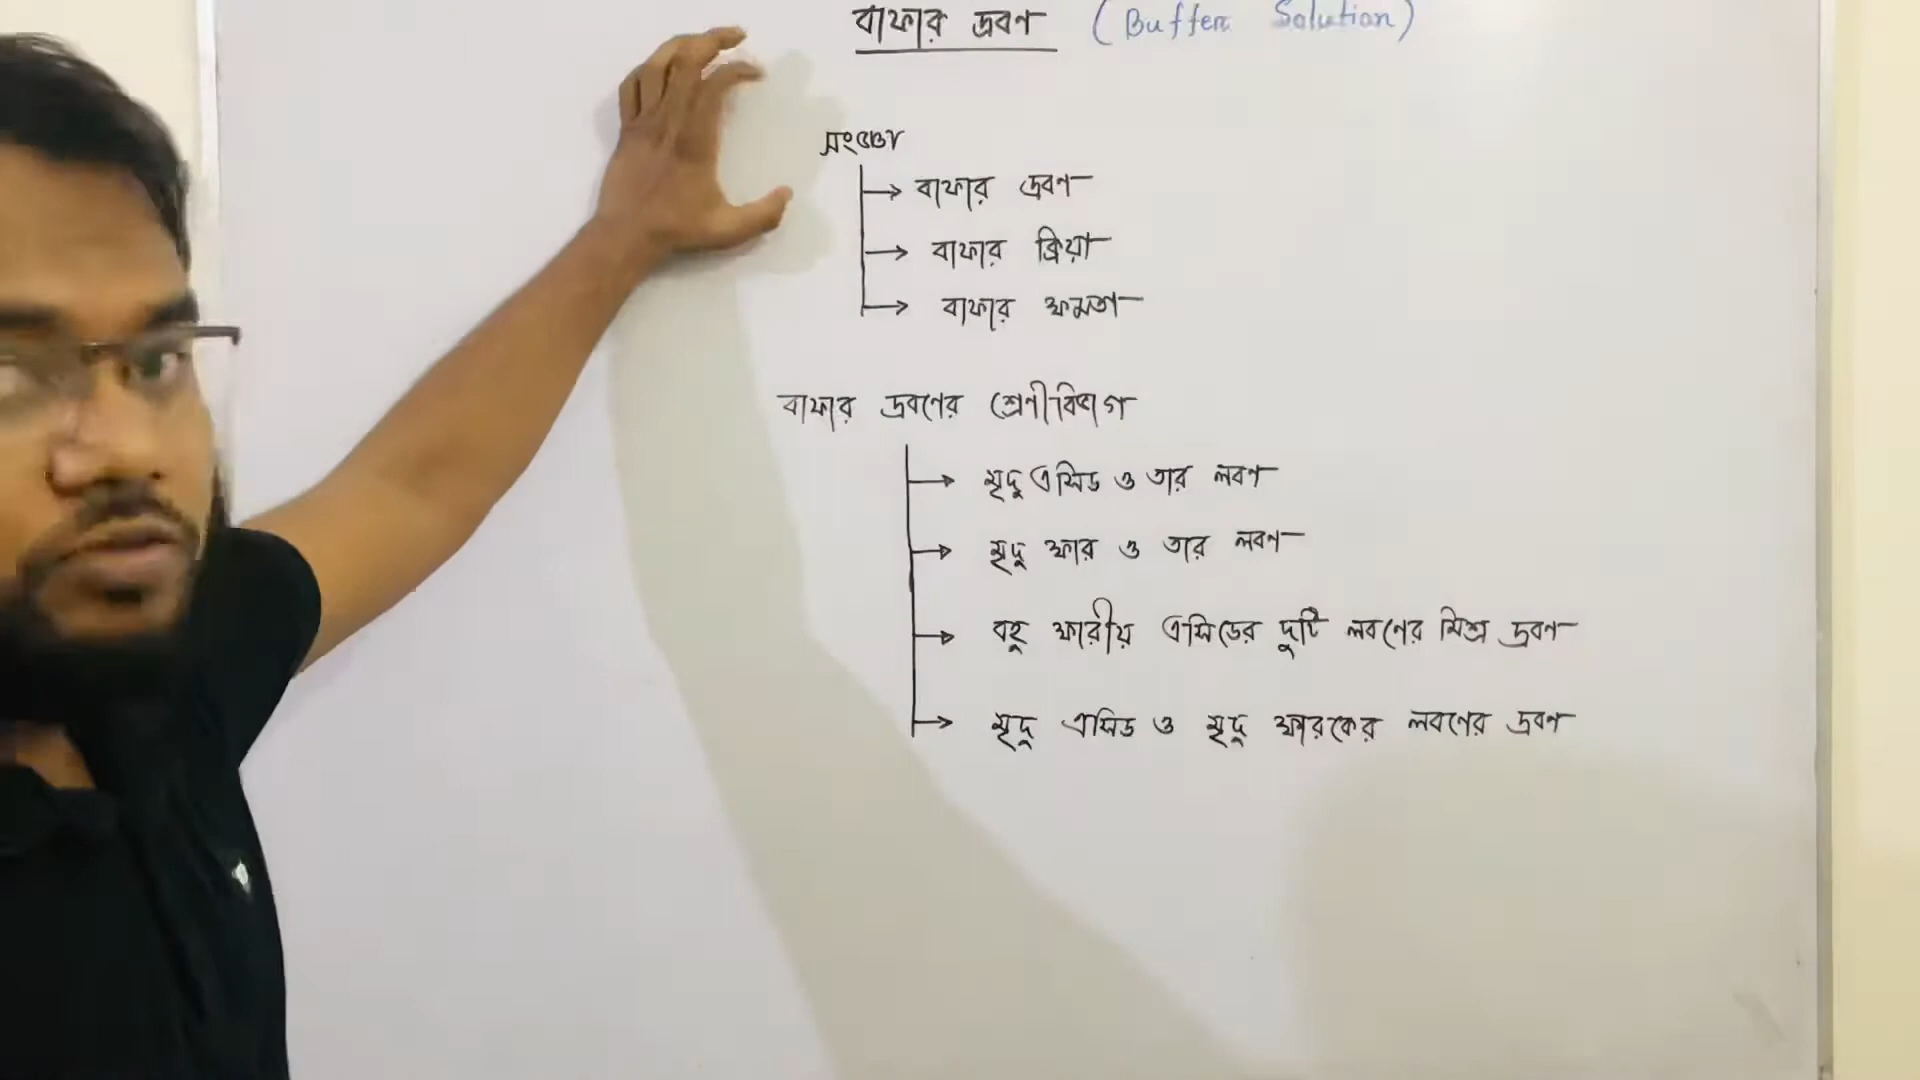 বাফার দ্রবণ (Buffer Solution)
সংজ্ঞা
বাফার দ্রবণ
বাফার ক্রিয়া
বাফার ক্ষমতা
বাফার দ্রবণের শ্রেণীবিভাগ
মৃদু এসিড ও তার লবণ
মৃদু ক্ষার ও তার লবণ
বহু ক্ষারীয় এসিডের দুটি লবণের মিশ্র দ্রবণ
মৃদু এসিড ও মৃদু ক্ষারকের লবণের দ্রবণ